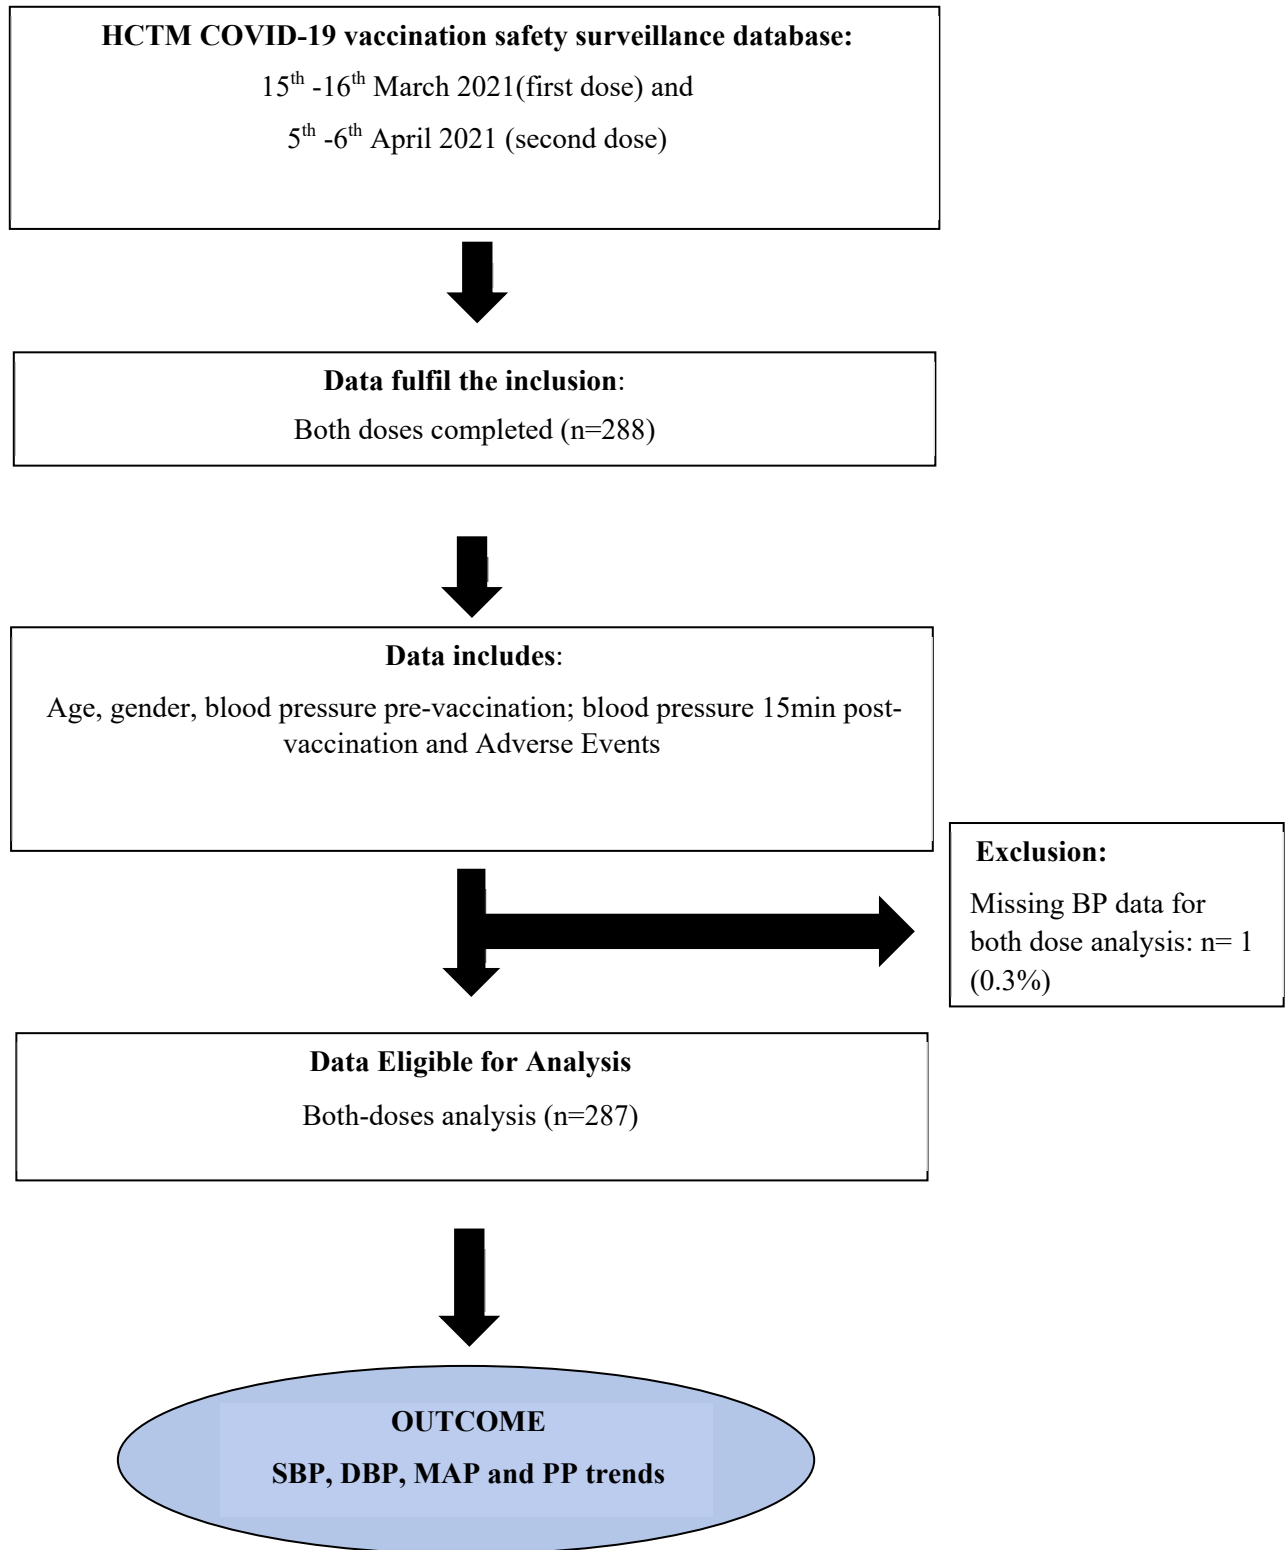 HCTM COVID-19 vaccination safety surveillance database:
15th -16th March 2021(first dose) and
5th -6th April 2021 (second dose)
Data fulfil the inclusion:
Both doses completed (n=288)
Data includes:
Age, gender, blood pressure pre-vaccination; blood pressure 15min post-
vaccination and Adverse Events
Exclusion:
Missing BP data for
both dose analysis: n= 1
(0.3%)
Data Eligible for Analysis
Both-doses analysis (n=287)
OUTCOME
SBP, DBP, MAP and PP trends